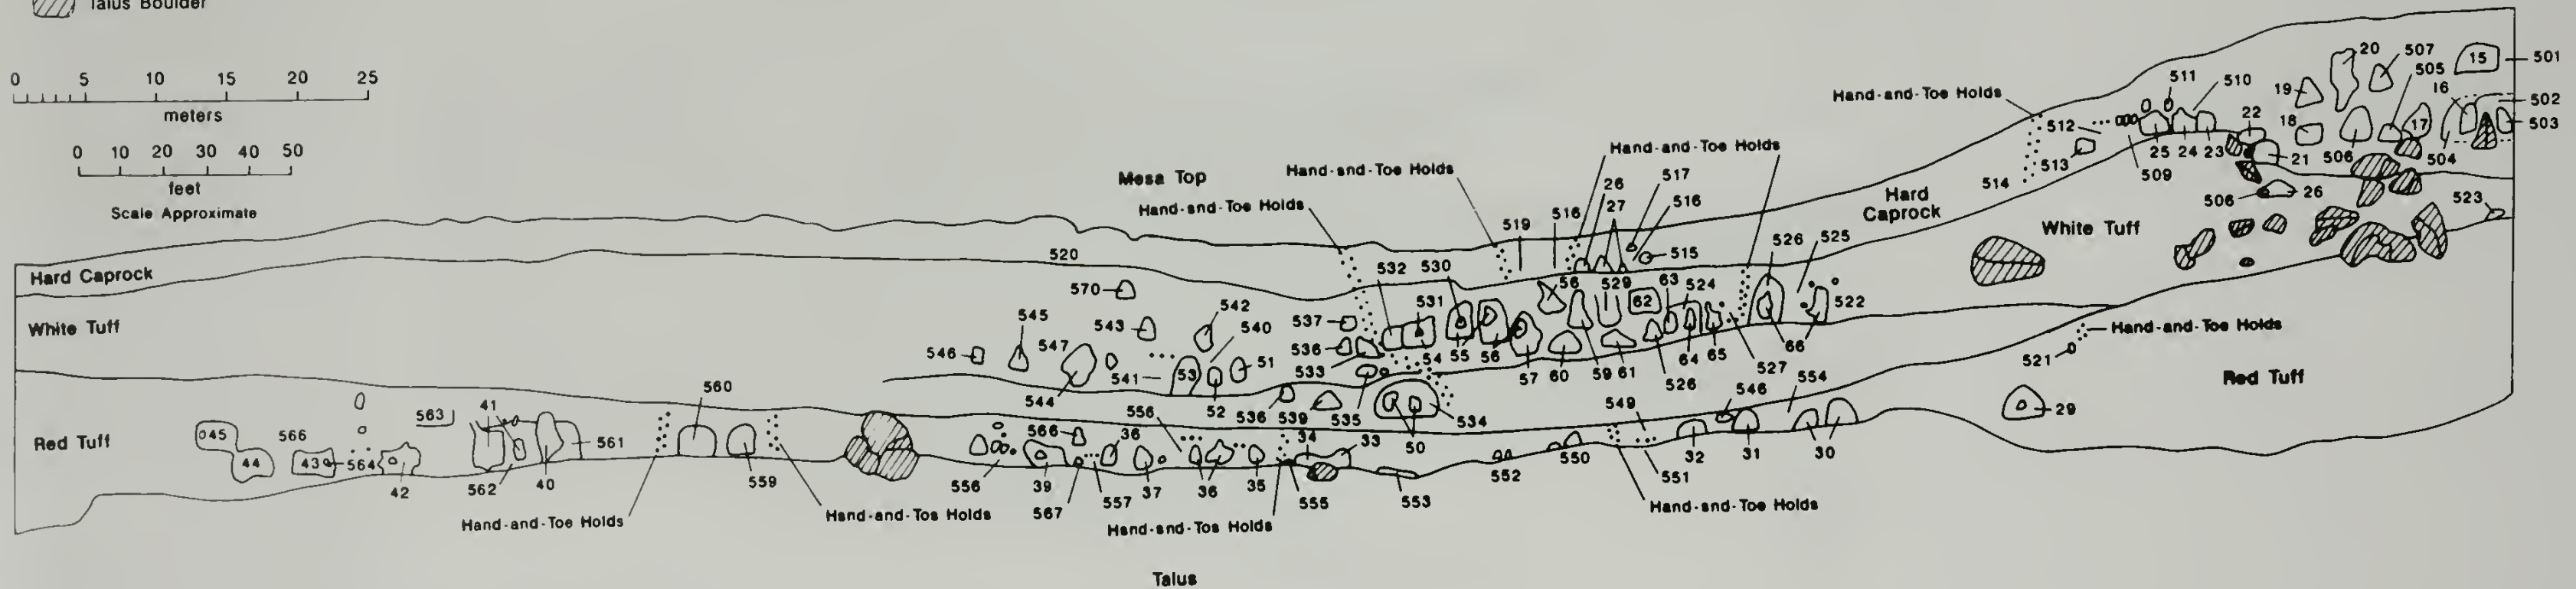 Talus Boulder
0 5 10 15 20 25
meters
0 10 20 30 40 50
feet
Scale Approximate
Mesa Top
Hand-snd-Toe Holds
Hand-snd-Toe Holds
Hand-and-Toe Holds
Hand-and-Toe Holds
Hard Caprock
White Tuff
Red Tuff
Hard
Caprock
White Tuff
Red Tuff
20 507
15 501
505
19
16
502
511 510
22 18
17
503
512
513
25 24 23
21 506 504
514
509
506 26
523
26
517
27
516
519 516
515
526 525
520
532 530
570
531
56 529
62
63 524
522
542
545
543
540
537
546
547
541
53
51
536
533
54 55 56
57 60 59 61
526
64 65
527
66
544
52
536 539 535
534
50
521
Hand-and-Toe Holds
29
560
41
563
561
045
566
44
43
564
42
562 40
559
556
566
36
34 33
549
546 554
556
39
557
37
36
35
567
555
553
552
550
551
32 31 30
Hand-and-Toe Holds
Hsnd-and-Tos Holds
Hand-snd-Tos Holds
Hand-snd-Toe Holds
Talus